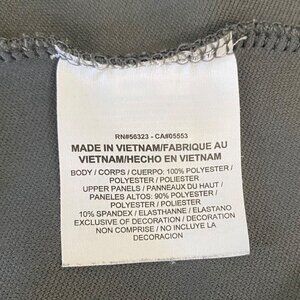 RN#56323 - CA#05553
MADE IN VIETNAM/FABRIQUE AU
VIETNAM/HECHO EN VIETNAM
BODY / CORPS / CUERPO: 100% POLYESTER /
POLYESTER / POLIESTER
UPPER PANELS / PANNEAUX DU HAUT /
PANELES ALTOS: 90% POLYESTER /
POLYESTER / POLIESTER
10% SPANDEX / ELASTHANNE / ELASTANO
EXCLUSIVE OF DECORATION / DECORATION
NON COMPRISE / NO INCLUYE LA
DECORACION